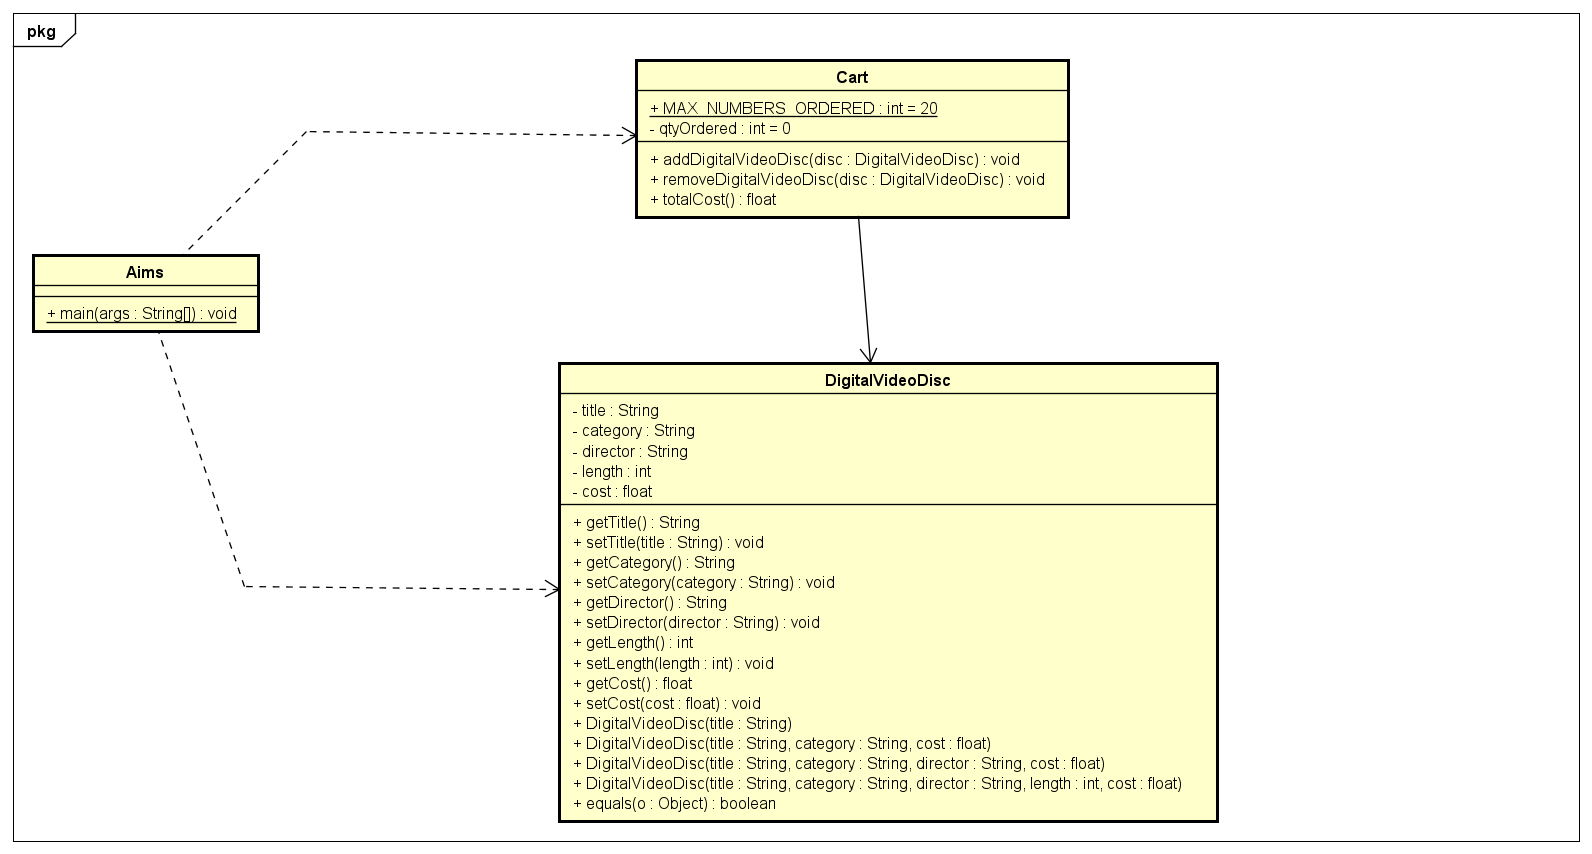 pkg
Cart
+ MAX_NUMBERS_ORDERED : int = 20
- qtyOrdered : int = 0
+ addDigitalVideoDisc(disc : DigitalVideoDisc) : void
+ removeDigitalVideoDisc(disc : DigitalVideoDisc) : void
+ totalCost() : float
Aims
+ main(args : String[]) : void
DigitalVideoDisc
- title : String
- category : String
- director : String
- length : int
- cost : float
+ getTitle() : String
+ setTitle(title : String) : void
+ getCategory() : String
+ setCategory(category : String) : void
+ getDirector() : String
+ setDirector(director : String) : void
+ getLength() : int
+ setLength(length : int) : void
+ getCost() : float
+ setCost(cost : float) : void
+ DigitalVideoDisc(title : String)
+ DigitalVideoDisc(title : String, category : String, cost : float)
+ DigitalVideoDisc(title : String, category : String, director : String, cost : float)
+ DigitalVideoDisc(title : String, category : String, director : String, length : int, cost : float)
+ equals(o : Object) : boolean